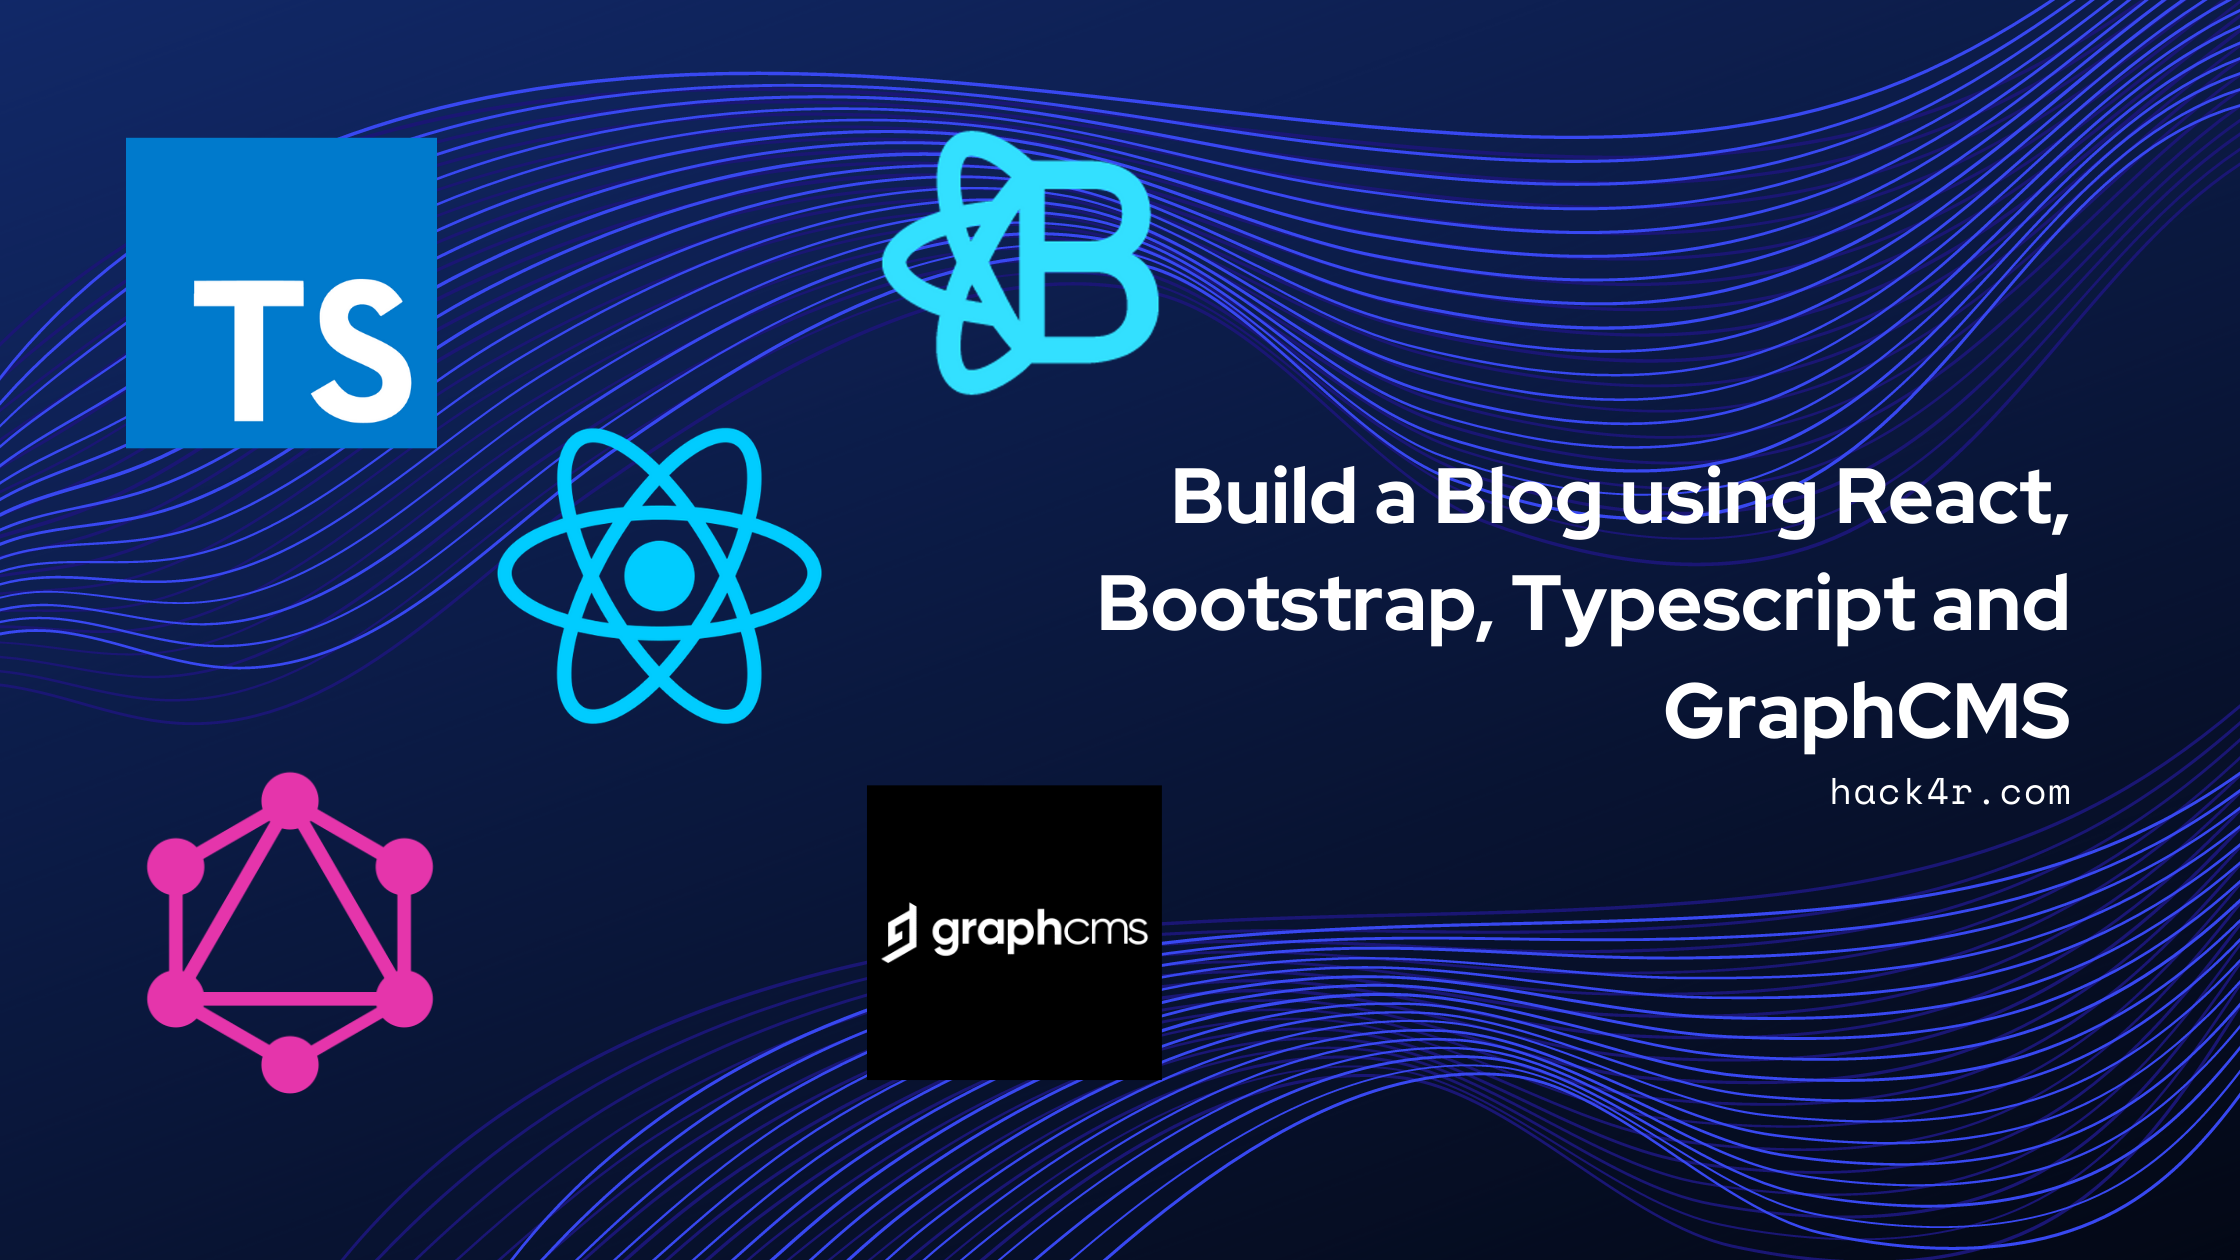 TS
B
Build a Blog using React,
Bootstrap, Typescript and
GraphCMS
hack4r.com
graphcms